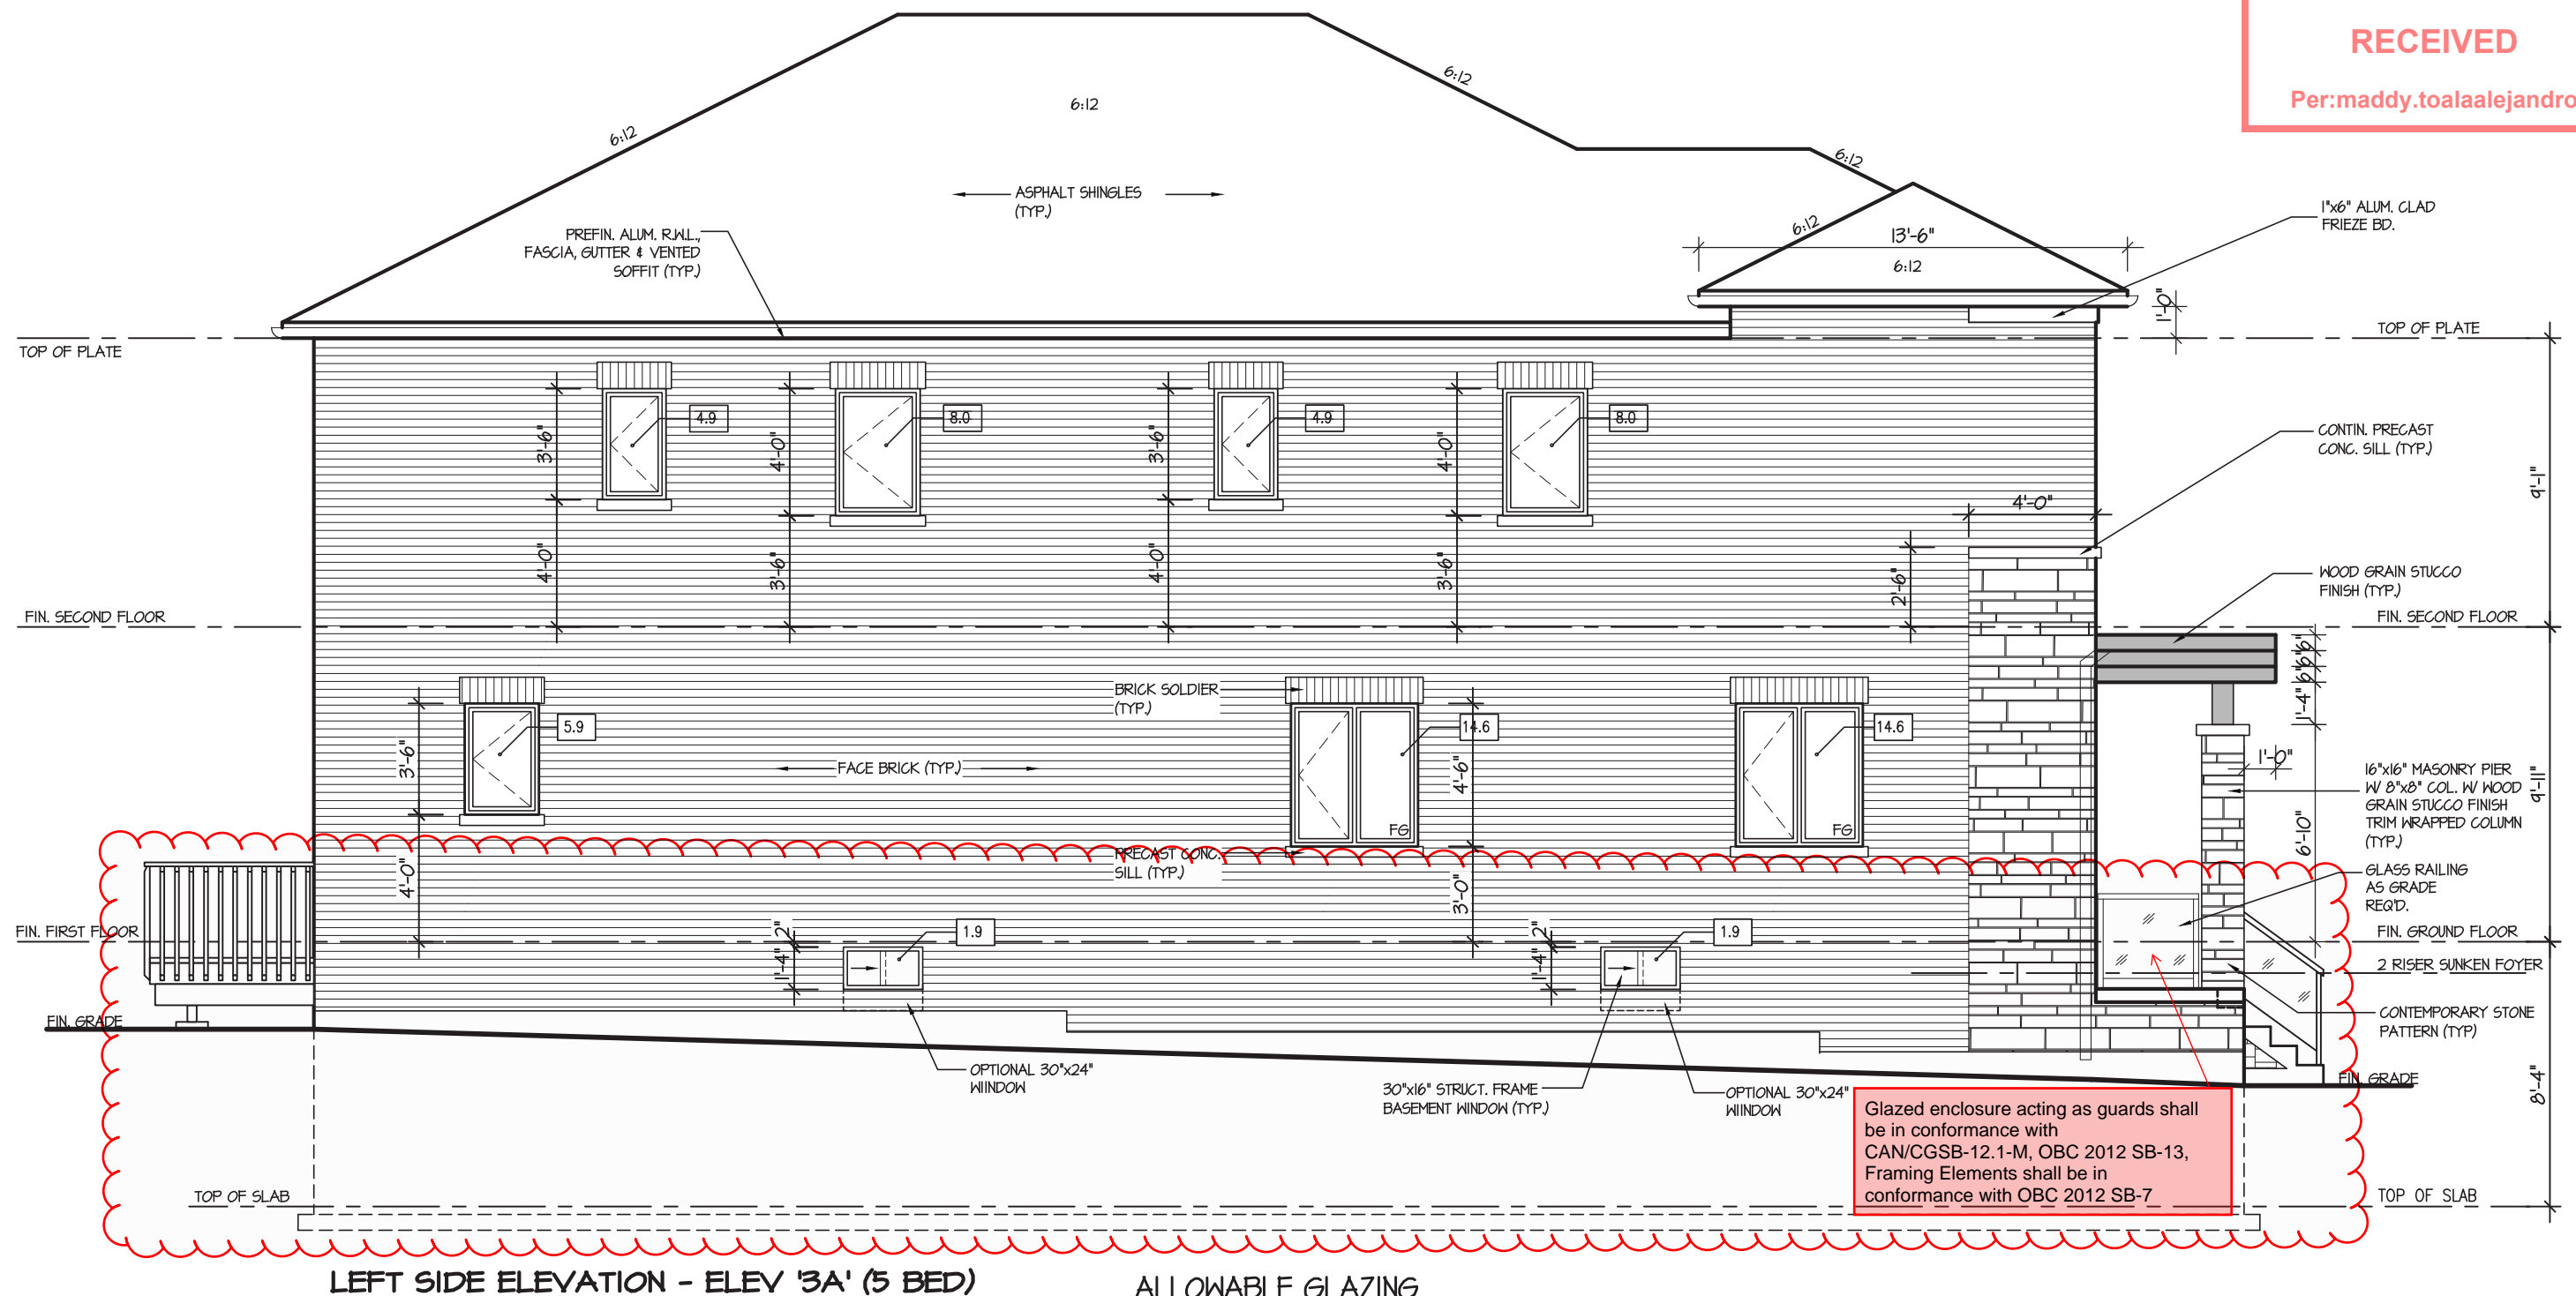 RECEIVED
Per:maddy.toalaalejandro
6:12
6:12
6:12
6:12
ASPHALT SHINGLES
(TYP.)
PREFIN. ALUM. R.W.L.,
FASCIA, GUTTER & VENTED
SOFFIT (TYP.)
6:12
13'-6"
6:12
1"x6" ALUM. CLAD
FRIEZE BD.
1'-0"
TOP OF PLATE
TOP OF PLATE
4.9
8.0
4.9
8.0
3'-6"
4'-0"
3'-6"
4'-0"
CONTIN. PRECAST
CONC. SILL (TYP.)
9'-1"
4'-0"
4'-0"
3'-6"
4'-0"
3'-6"
2'-6"
WOOD GRAIN STUCCO
FINISH (TYP.)
FIN. SECOND FLOOR
FIN. SECOND FLOOR
6"
6"
6"
1'-4"
BRICK SOLDIER
(TYP.)
5.9
14.6
14.6
3'-6"
FACE BRICK (TYP.)
4'-6"
1'-0"
9'-11"
16"x16" MASONRY PIER
W/ 8"x8" COL. W/ WOOD
GRAIN STUCCO FINISH
TRIM WRAPPED COLUMN
(TYP.)
6'-10"
FG
FG
PRECAST CONC.
SILL (TYP.)
4'-0"
3'-0"
GLASS RAILING
AS GRADE
REQ'D.
FIN. FIRST FLOOR
2"
1.9
2"
1.9
FIN. GROUND FLOOR
1'-4"
1'-4"
2 RISER SUNKEN FOYER
FIN. GRADE
CONTEMPORARY STONE
PATTERN (TYP)
OPTIONAL 30"x24"
WIINDOW
30"x16" STRUCT. FRAME
BASEMENT WINDOW (TYP.)
OPTIONAL 30"x24"
WIINDOW
FIN. GRADE
8'-4"
Glazed enclosure acting as guards shall
be in conformance with
CAN/CGSB-12.1-M, OBC 2012 SB-13,
Framing Elements shall be in
conformance with OBC 2012 SB-7
TOP OF SLAB
TOP OF SLAB
LEFT SIDE ELEVATION - ELEV '3A' (5 BED)
ALLOWABLE GLAZING